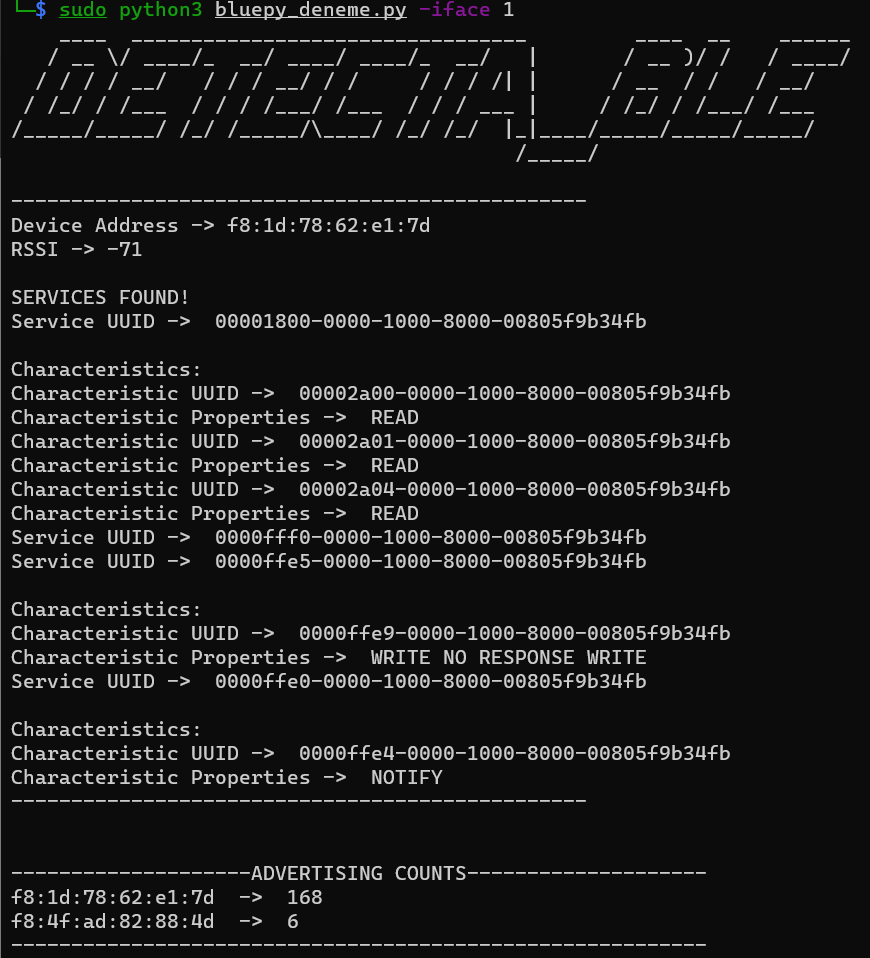 └─$ sudo python3 bluepy_deneme.py -iface 1
DETECTA_BLE
------------------------------------------------
Device Address -> f8:1d:78:62:e1:7d
RSSI -> -71
SERVICES FOUND!
Service UUID ->  00001800-0000-1000-8000-00805f9b34fb
Characteristics:
Characteristic UUID ->  00002a00-0000-1000-8000-00805f9b34fb
Characteristic Properties ->  READ
Characteristic UUID ->  00002a01-0000-1000-8000-00805f9b34fb
Characteristic Properties ->  READ
Characteristic UUID ->  00002a04-0000-1000-8000-00805f9b34fb
Characteristic Properties ->  READ
Service UUID ->  0000fff0-0000-1000-8000-00805f9b34fb
Service UUID ->  0000ffe5-0000-1000-8000-00805f9b34fb
Characteristics:
Characteristic UUID ->  0000ffe9-0000-1000-8000-00805f9b34fb
Characteristic Properties ->  WRITE NO RESPONSE WRITE
Service UUID ->  0000ffe0-0000-1000-8000-00805f9b34fb
Characteristics:
Characteristic UUID ->  0000ffe4-0000-1000-8000-00805f9b34fb
Characteristic Properties ->  NOTIFY
------------------------------------------------
--------------------ADVERTISING COUNTS--------------------
f8:1d:78:62:e1:7d  ->  168
f8:4f:ad:82:88:4d  ->  6
----------------------------------------------------------